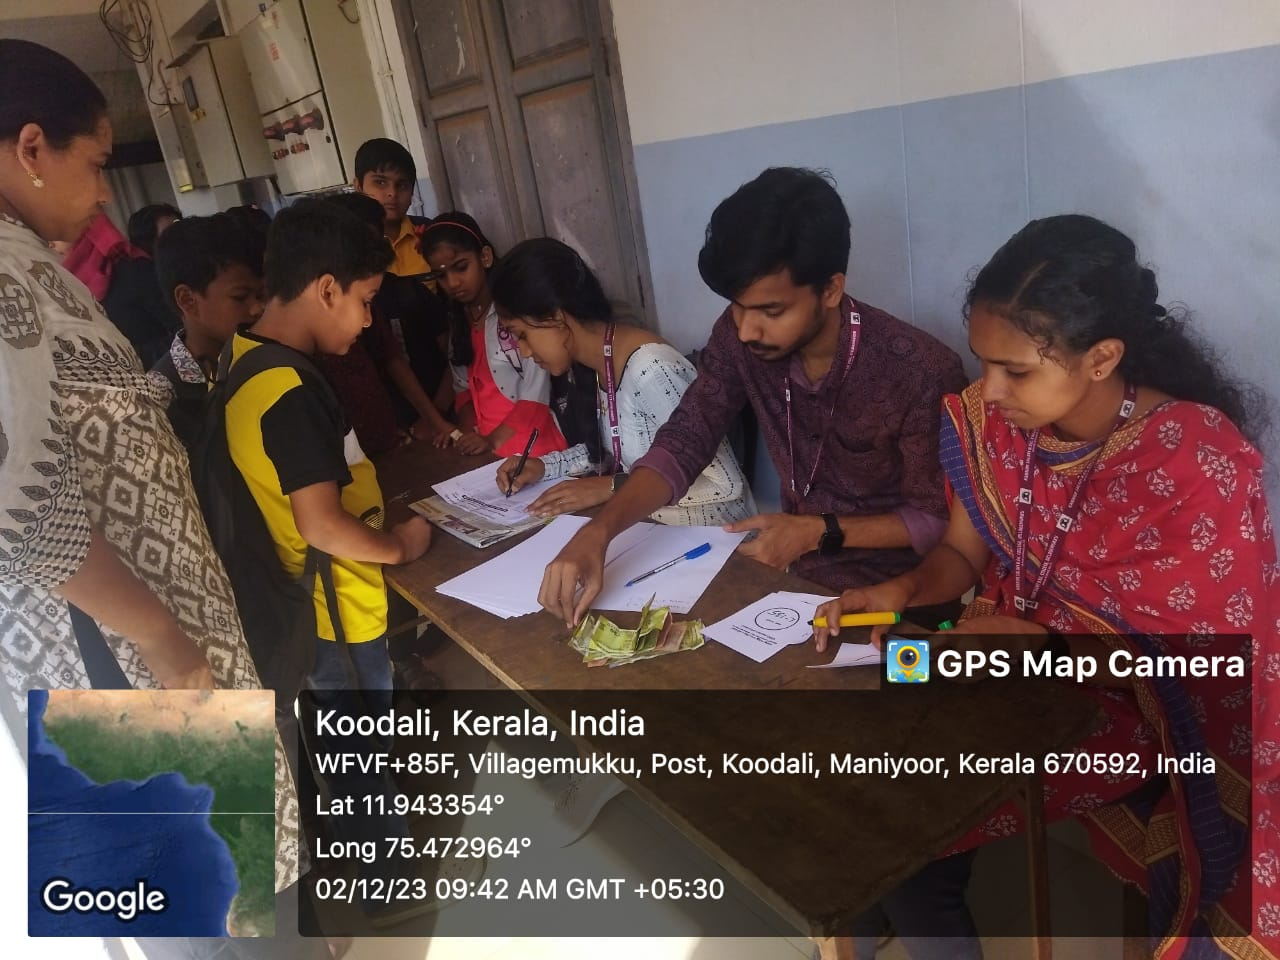 GPS Map Camera
Koodali, Kerala, India
WFVF+85F, Villagemukku, Post, Koodali, Maniyoor, Kerala 670592, India
Lat 11.943354°
Long 75.472964°
02/12/23 09:42 AM GMT +05:30
Google